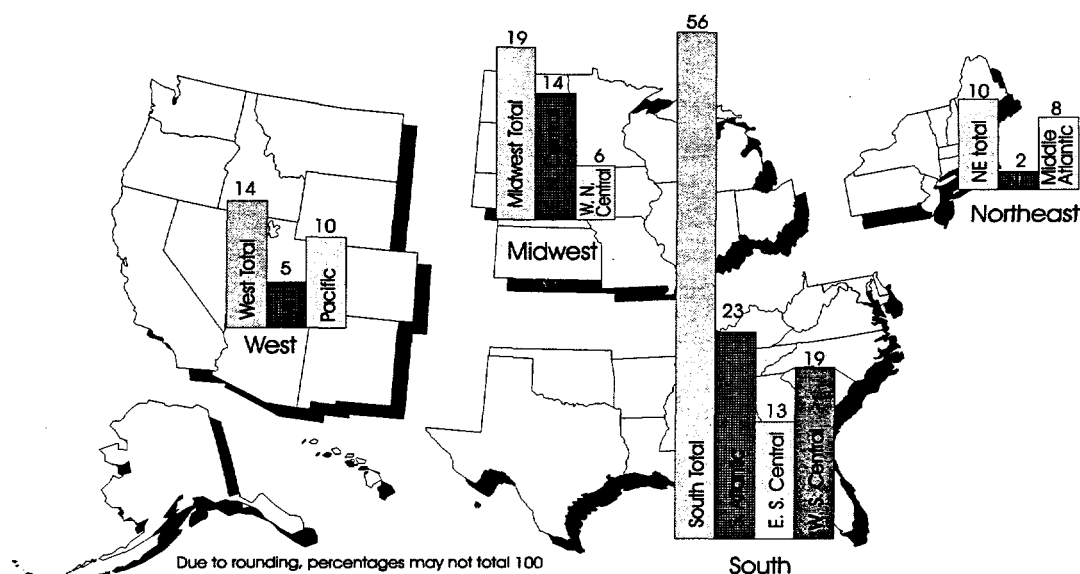 56
19
14
Midwest Total
6
W. N.
Central
Midwest
10
NE total
2
8
Middle
Atlantic
Northeast
14
West Total
5
10
Pacific
West
South Total
23
Atlantic
13
E. S. Central
19
W. S. Central
South
Due to rounding, percentages may not total 100